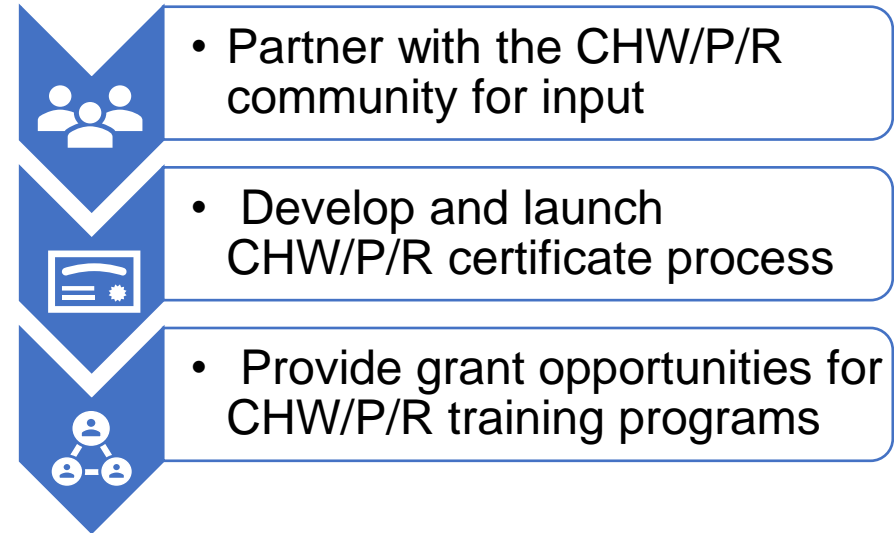 • Partner with the CHW/P/R
community for input
• Develop and launch
CHW/P/R certificate process
• Provide grant opportunities for
CHW/P/R training programs